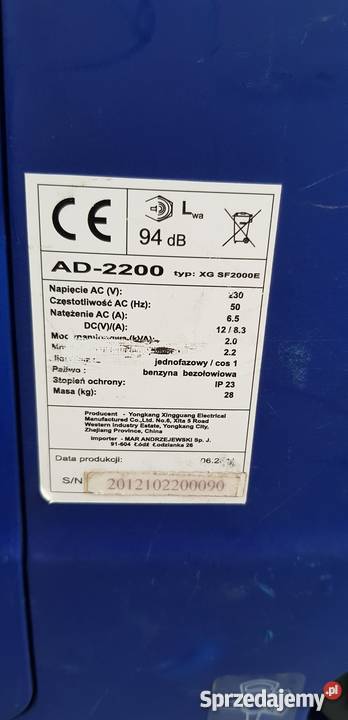 CE
Lwa
94 dB
AD-2200 typ: XG SF2000E
Napięcie AC (V): 230
Częstotliwość AC (Hz): 50
Natężenie AC (A): 6.5
DC(V)/(A): 12 / 8.3
(kVA): 2.0
2.2
jednofazowy / cos 1
Paliwo : benzyna bezołowiowa
Stopień ochrony: IP 23
Masa (kg): 28
Producent - Yongkang Xingguang Electrical
Manufactured Co.,Ltd. No.6, Xita 5 Road
Western Industry Estate, Yongkang City,
Zhejiang Province, China
Importer - MAR ANDRZEJEWSKI Sp. J.
91-604 Łódź Łodzianka 26
Data produkcji:
S/N 2012102200090
Sprzedajemy.pl